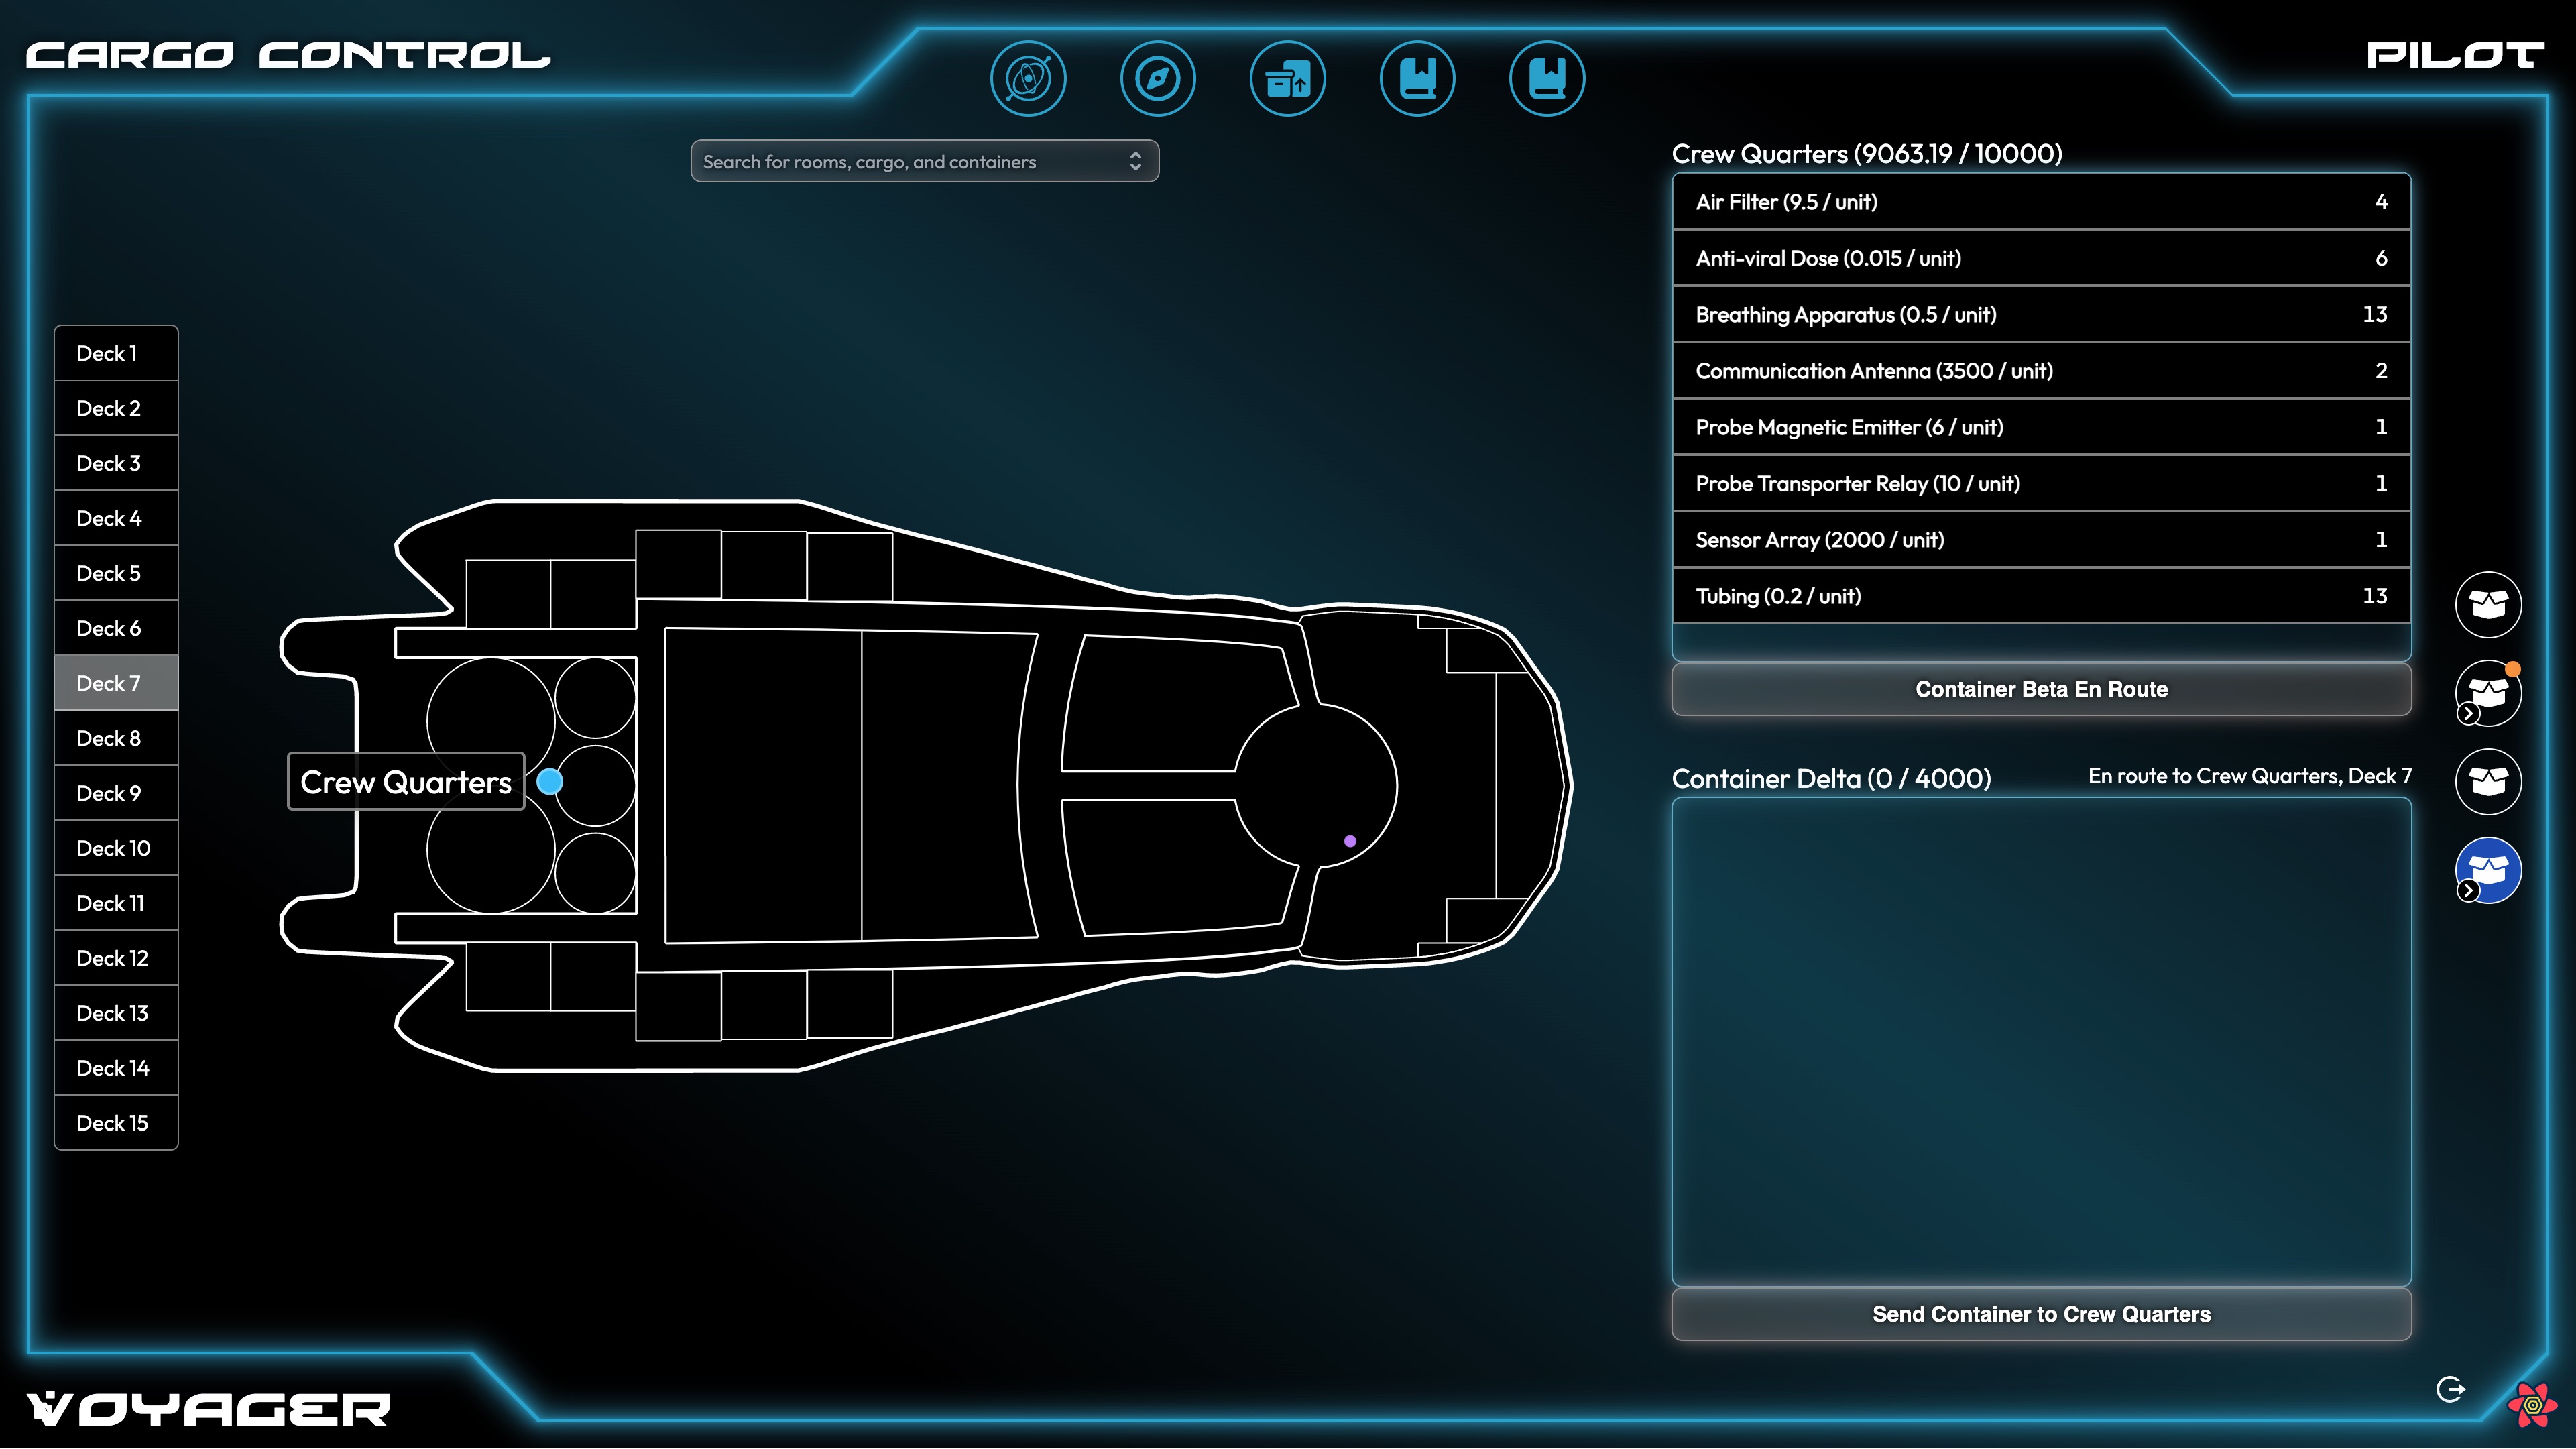 CARGO CONTROL
PILOT
Search for rooms, cargo, and containers
Deck 1
Deck 2
Deck 3
Deck 4
Deck 5
Deck 6
Deck 7
Deck 8
Deck 9
Deck 10
Deck 11
Deck 12
Deck 13
Deck 14
Deck 15
Crew Quarters
Crew Quarters (9063.19 / 10000)
Air Filter (9.5 / unit) 4
Anti-viral Dose (0.015 / unit) 6
Breathing Apparatus (0.5 / unit) 13
Communication Antenna (3500 / unit) 2
Probe Magnetic Emitter (6 / unit) 1
Probe Transporter Relay (10 / unit) 1
Sensor Array (2000 / unit) 1
Tubing (0.2 / unit) 13
Container Beta En Route
Container Delta (0 / 4000) En route to Crew Quarters, Deck 7
Send Container to Crew Quarters
VOYAGER